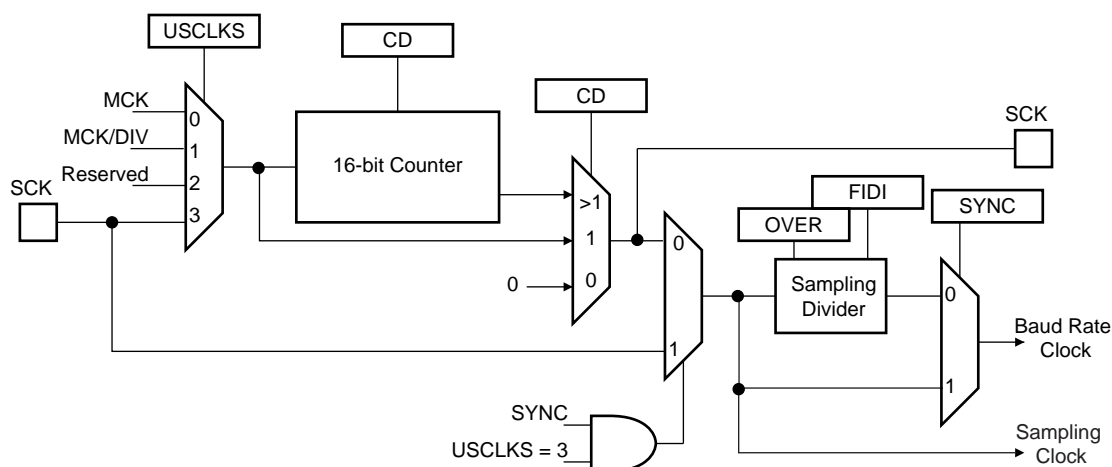 USCLKS
CD
CD
MCK
MCK/DIV
Reserved
SCK
0
1
2
3
16-bit Counter
>1
1
0
0
SCK
FIDI
OVER
SYNC
0
1
Sampling
Divider
0
1
Baud Rate
Clock
SYNC
USCLKS = 3
Sampling
Clock